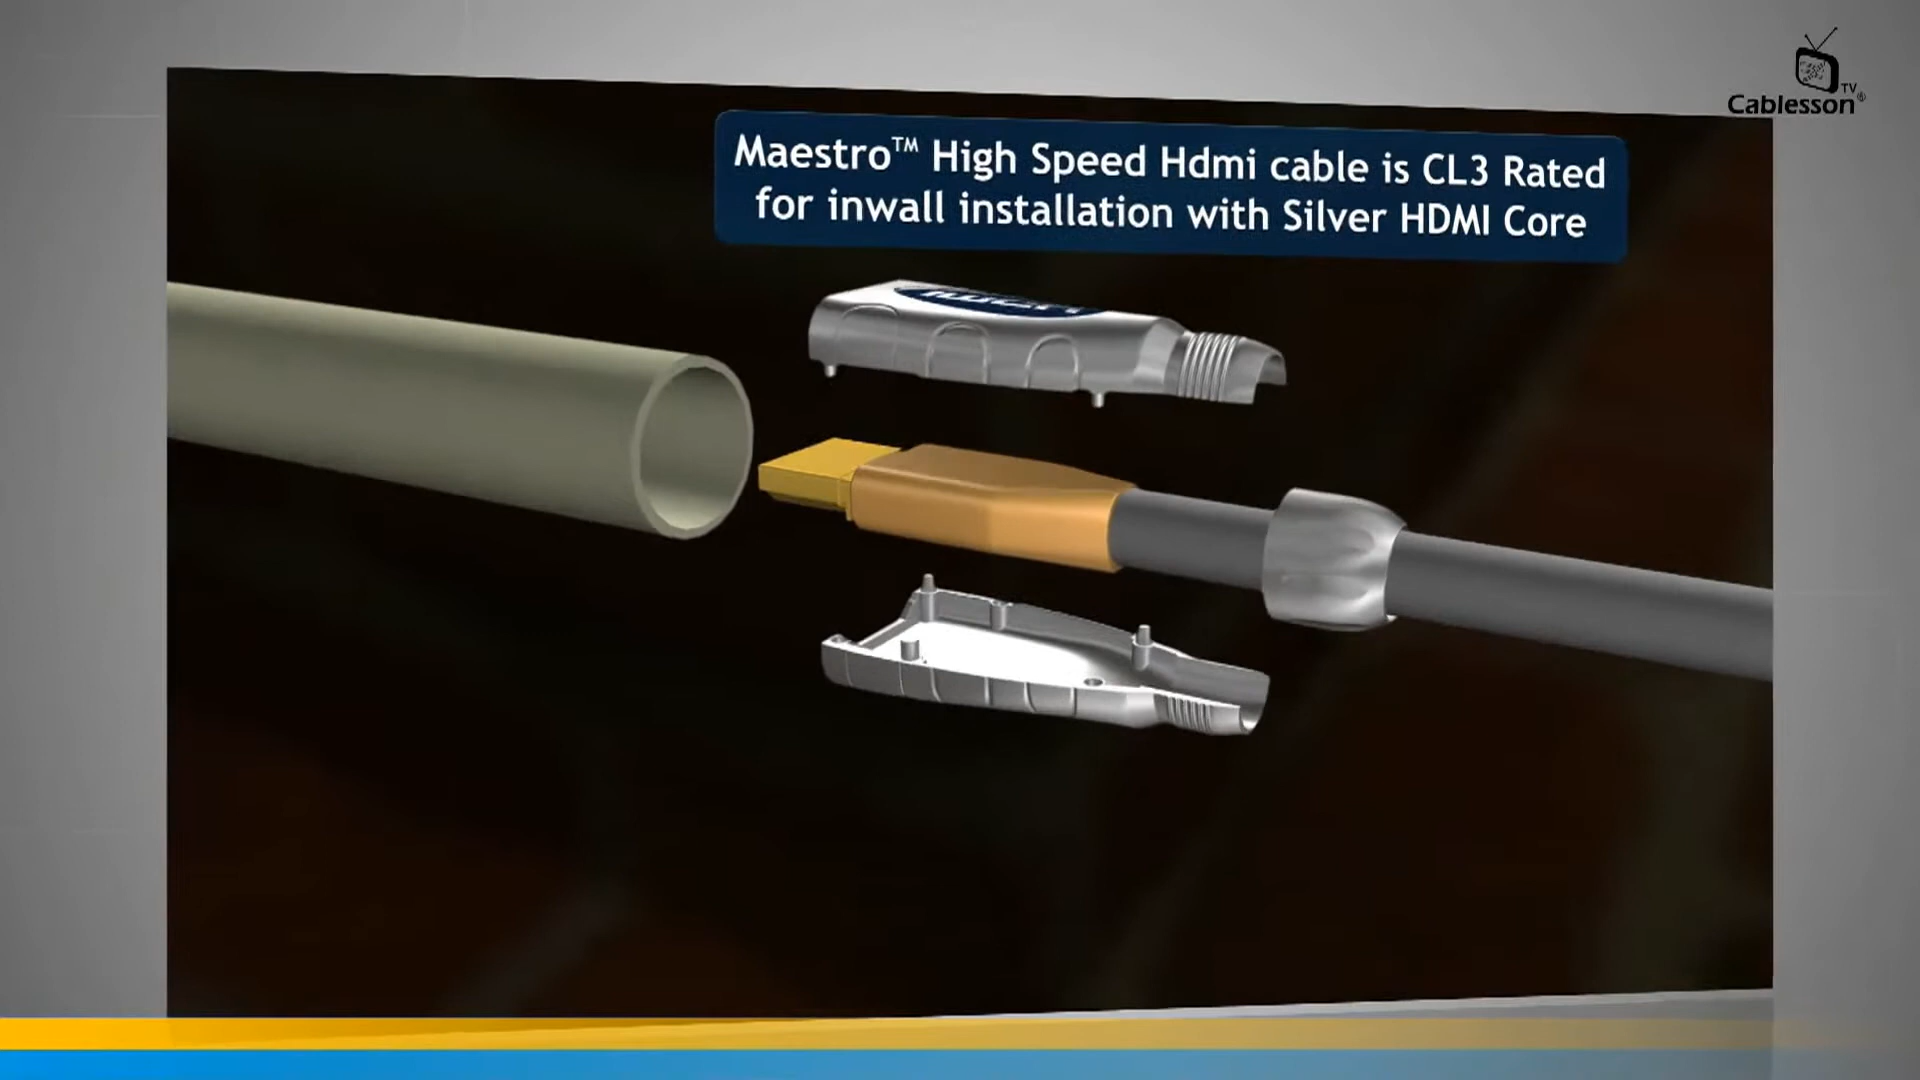 TV
Cablesson®
Maestro™ High Speed Hdmi cable is CL3 Rated
for inwall installation with Silver HDMI Core